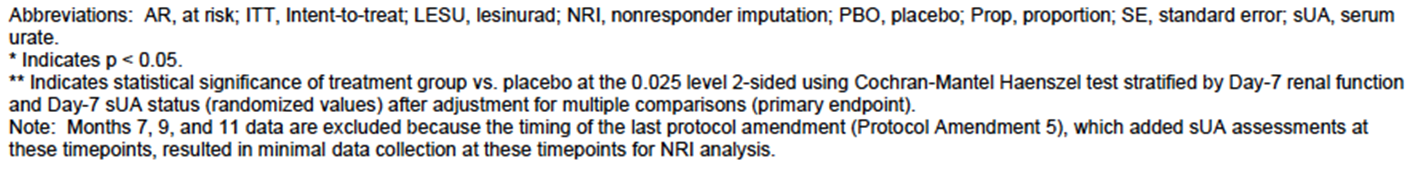 Abbreviations:  AR, at risk; ITT, Intent-to-treat; LESU, lesinurad; NRI, nonresponder imputation; PBO, placebo; Prop, proportion; SE, standard error; sUA, serum
urate.
* Indicates p < 0.05.
** Indicates statistical significance of treatment group vs. placebo at the 0.025 level 2-sided using Cochran-Mantel Haenszel test stratified by Day-7 renal function
and Day-7 sUA status (randomized values) after adjustment for multiple comparisons (primary endpoint).
Note:  Months 7, 9, and 11 data are excluded because the timing of the last protocol amendment (Protocol Amendment 5), which added sUA assessments at
these timepoints, resulted in minimal data collection at these timepoints for NRI analysis.